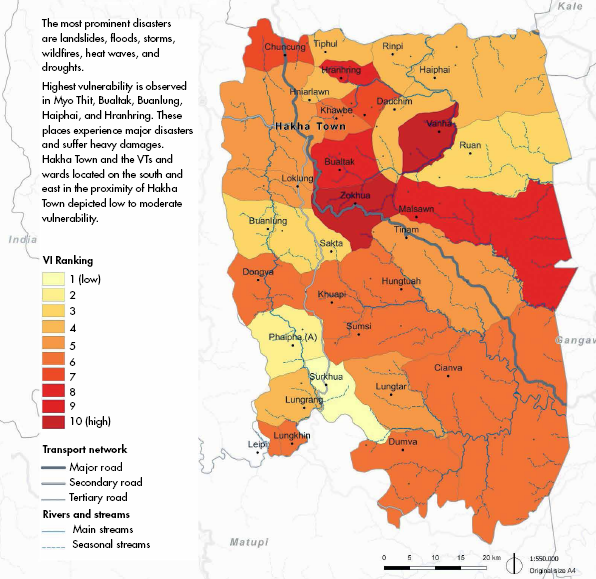 The most prominent disasters
are landslides, floods, storms,
wildfires, heat waves, and
droughts.
Highest vulnerability is observed
in Myo Thit, Bualtak, Buanlung,
Haiphai, and Hranhring. These
places experience major disasters
and suffer heavy damages.
Hakha Town and the VTs and
wards located on the south and
east in the proximity of Hakha
Town depicted low to moderate
vulnerability.
India
VI Ranking
1 (low)
2
3
4
5
6
7
8
9
10 (high)
Transport network
Major road
Secondary road
Tertiary road
Rivers and streams
Main streams
Seasonal streams
Kale
Chuncung
Tiphul
Rinpi
Hranhring
Haiphai
Hniarlawn
Dauchim
Khawbe
Hakha Town
Vanha
Ruan
Bualtak
Loklung
Zokhua
Malsawn
Buanlung
Tinam
Sakta
Dongva
Hungtuah
Khuapi
Sumsi
Gangaw
Phaipha (A)
Cianva
Surkhua
Lungtar
Lungrang
Lungkhin
Leipi
Dumva
Matupi
0 5 10 15 20 km
1:550,000
Original size A4